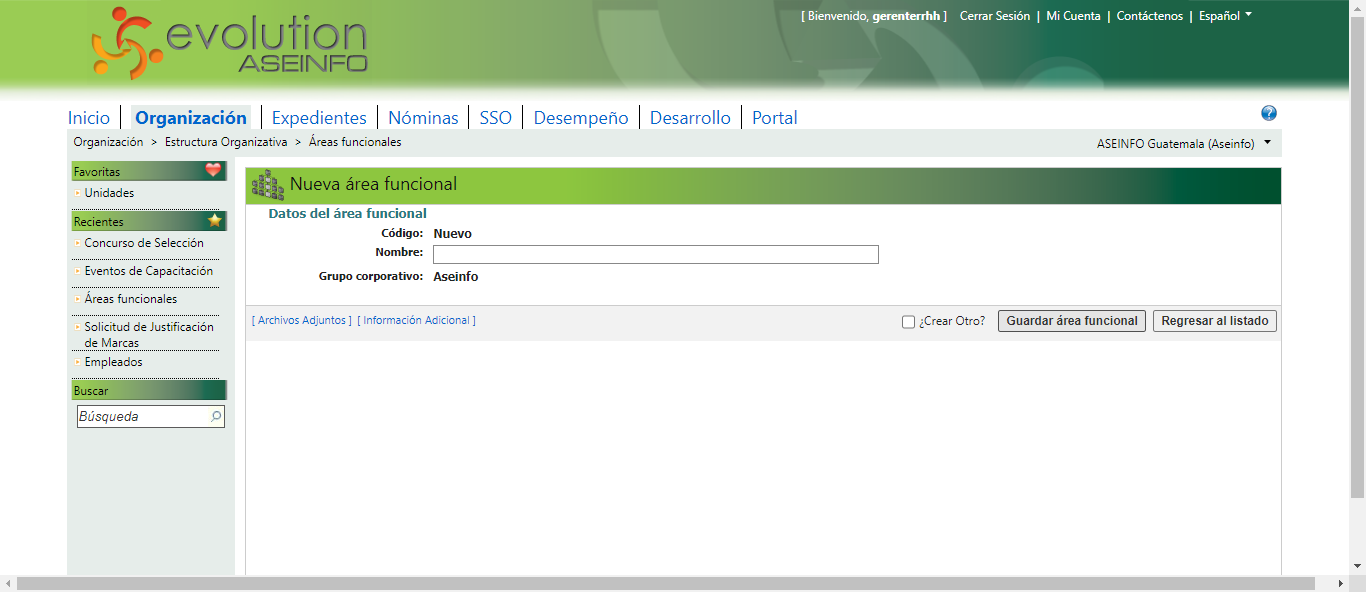 evolution
ASEINFO
[ Bienvenido, gerenterrhh ] Cerrar Sesión | Mi Cuenta | Contáctenos | Español
Inicio | Organización | Expedientes | Nóminas | SSO | Desempeño | Desarrollo | Portal
?
Organización > Estructura Organizativa > Áreas funcionales
ASEINFO Guatemala (Aseinfo)
Favoritas
Unidades
Recientes
Concurso de Selección
Eventos de Capacitación
Áreas funcionales
Solicitud de Justificación
de Marcas
Empleados
Buscar
Búsqueda
Nueva área funcional
Datos del área funcional
Código: Nuevo
Nombre:
Grupo corporativo: Aseinfo
[ Archivos Adjuntos ] [ Información Adicional ]
¿Crear Otro? Guardar área funcional Regresar al listado